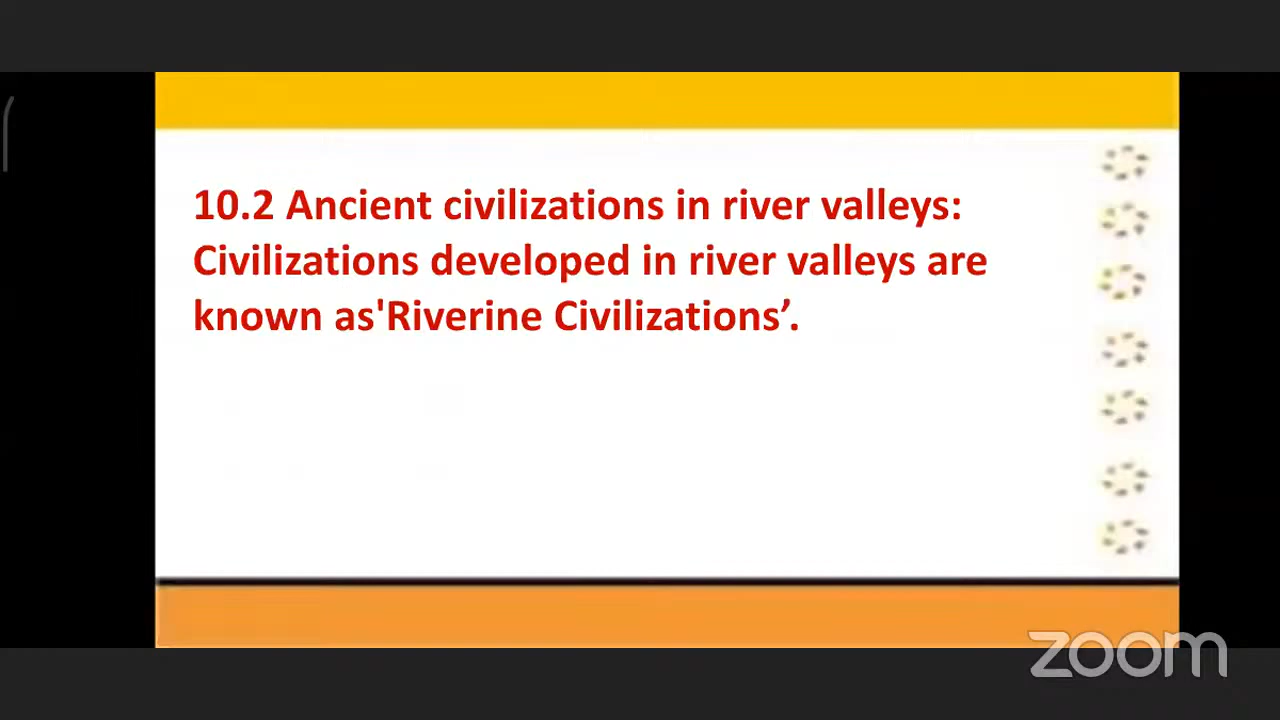 10.2 Ancient civilizations in river valleys:
Civilizations developed in river valleys are
known as'Riverine Civilizations’.
zoom